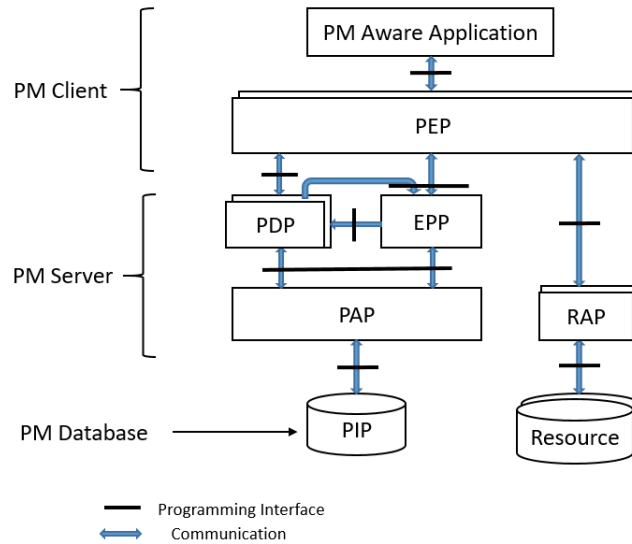 PM Aware Application
PM Client
PEP
PDP
EPP
PM Server
PAP
RAP
PM Database
PIP
Resource
Programming Interface
Communication